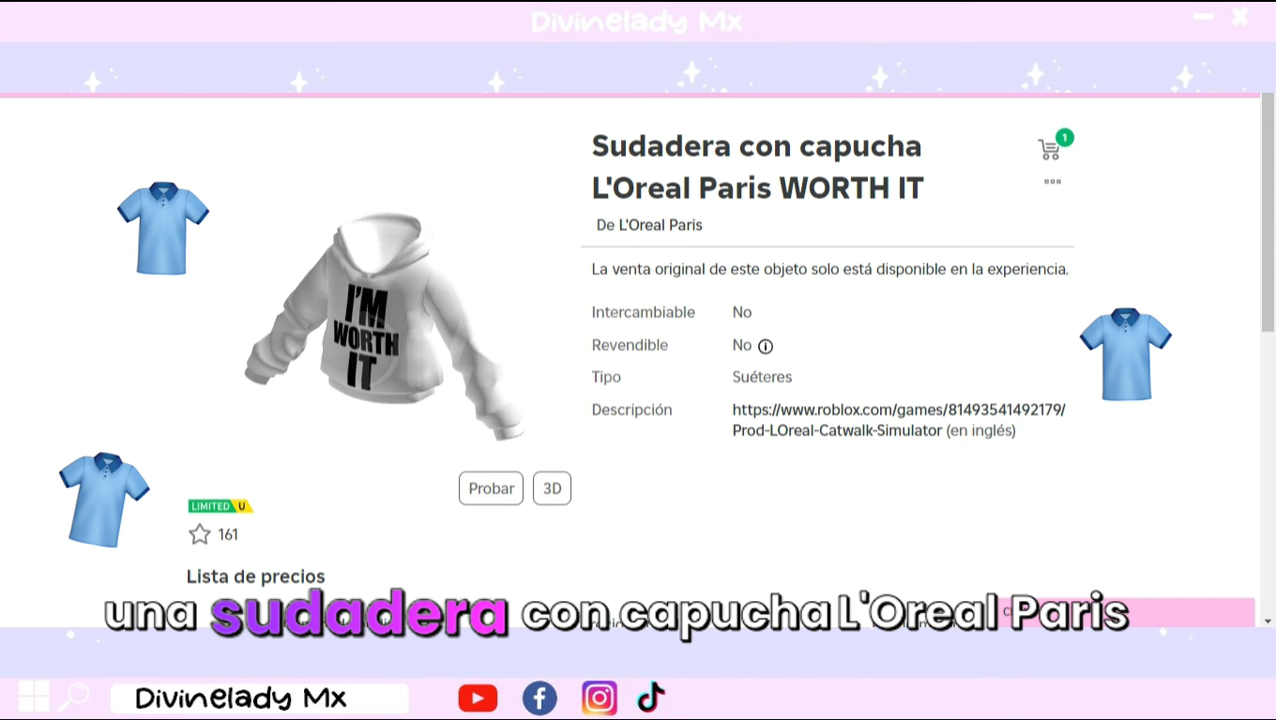 Divinelady Mx
Sudadera con capucha
L'Oreal Paris WORTH IT
1
De L'Oreal Paris
La venta original de este objeto solo está disponible en la experiencia.
Intercambiable No
Revendible No
Tipo Suéteres
Descripción https://www.roblox.com/games/81493541492179/
Prod-LOreal-Catwalk-Simulator (en inglés)
I'M
WORTH
IT
Probar 3D
LIMITED U
161
Lista de precios
una sudadera con capucha L'Oreal Paris
Divinelady Mx